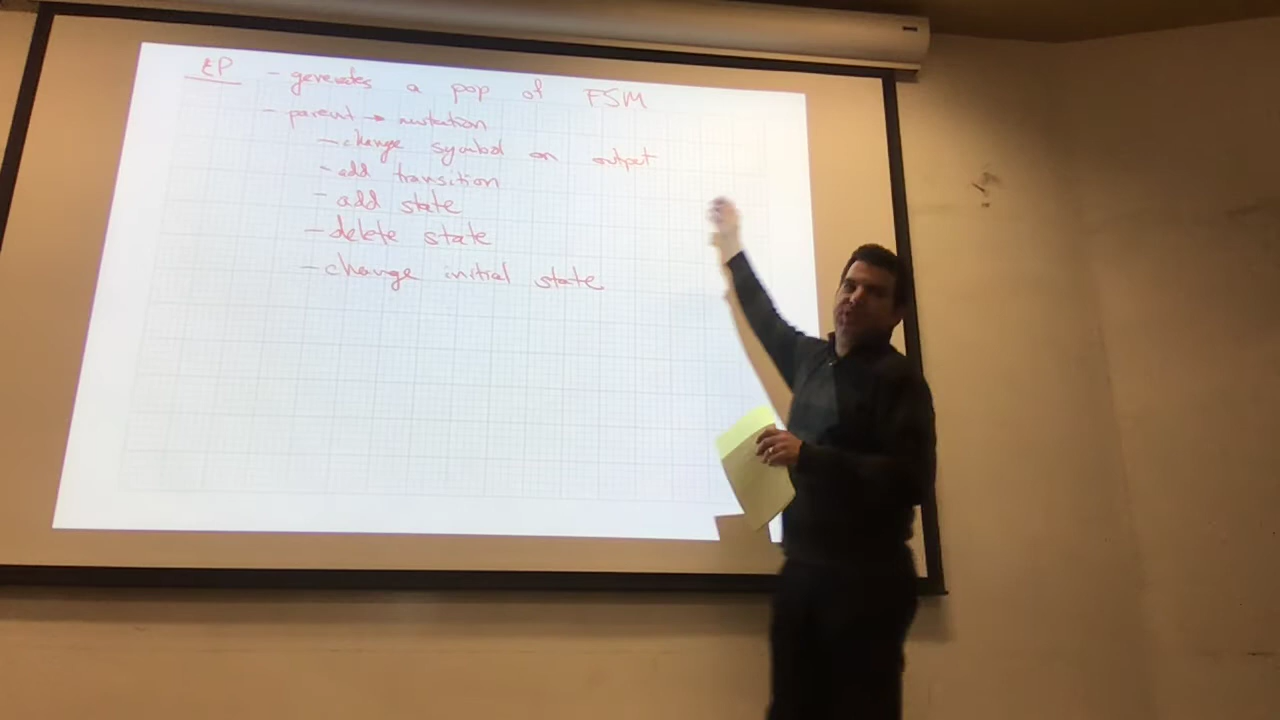 EP - generates a pop of FSM
- parent → mutation
- change symbol on output
- add transition
- add state
- delete state
- change initial state